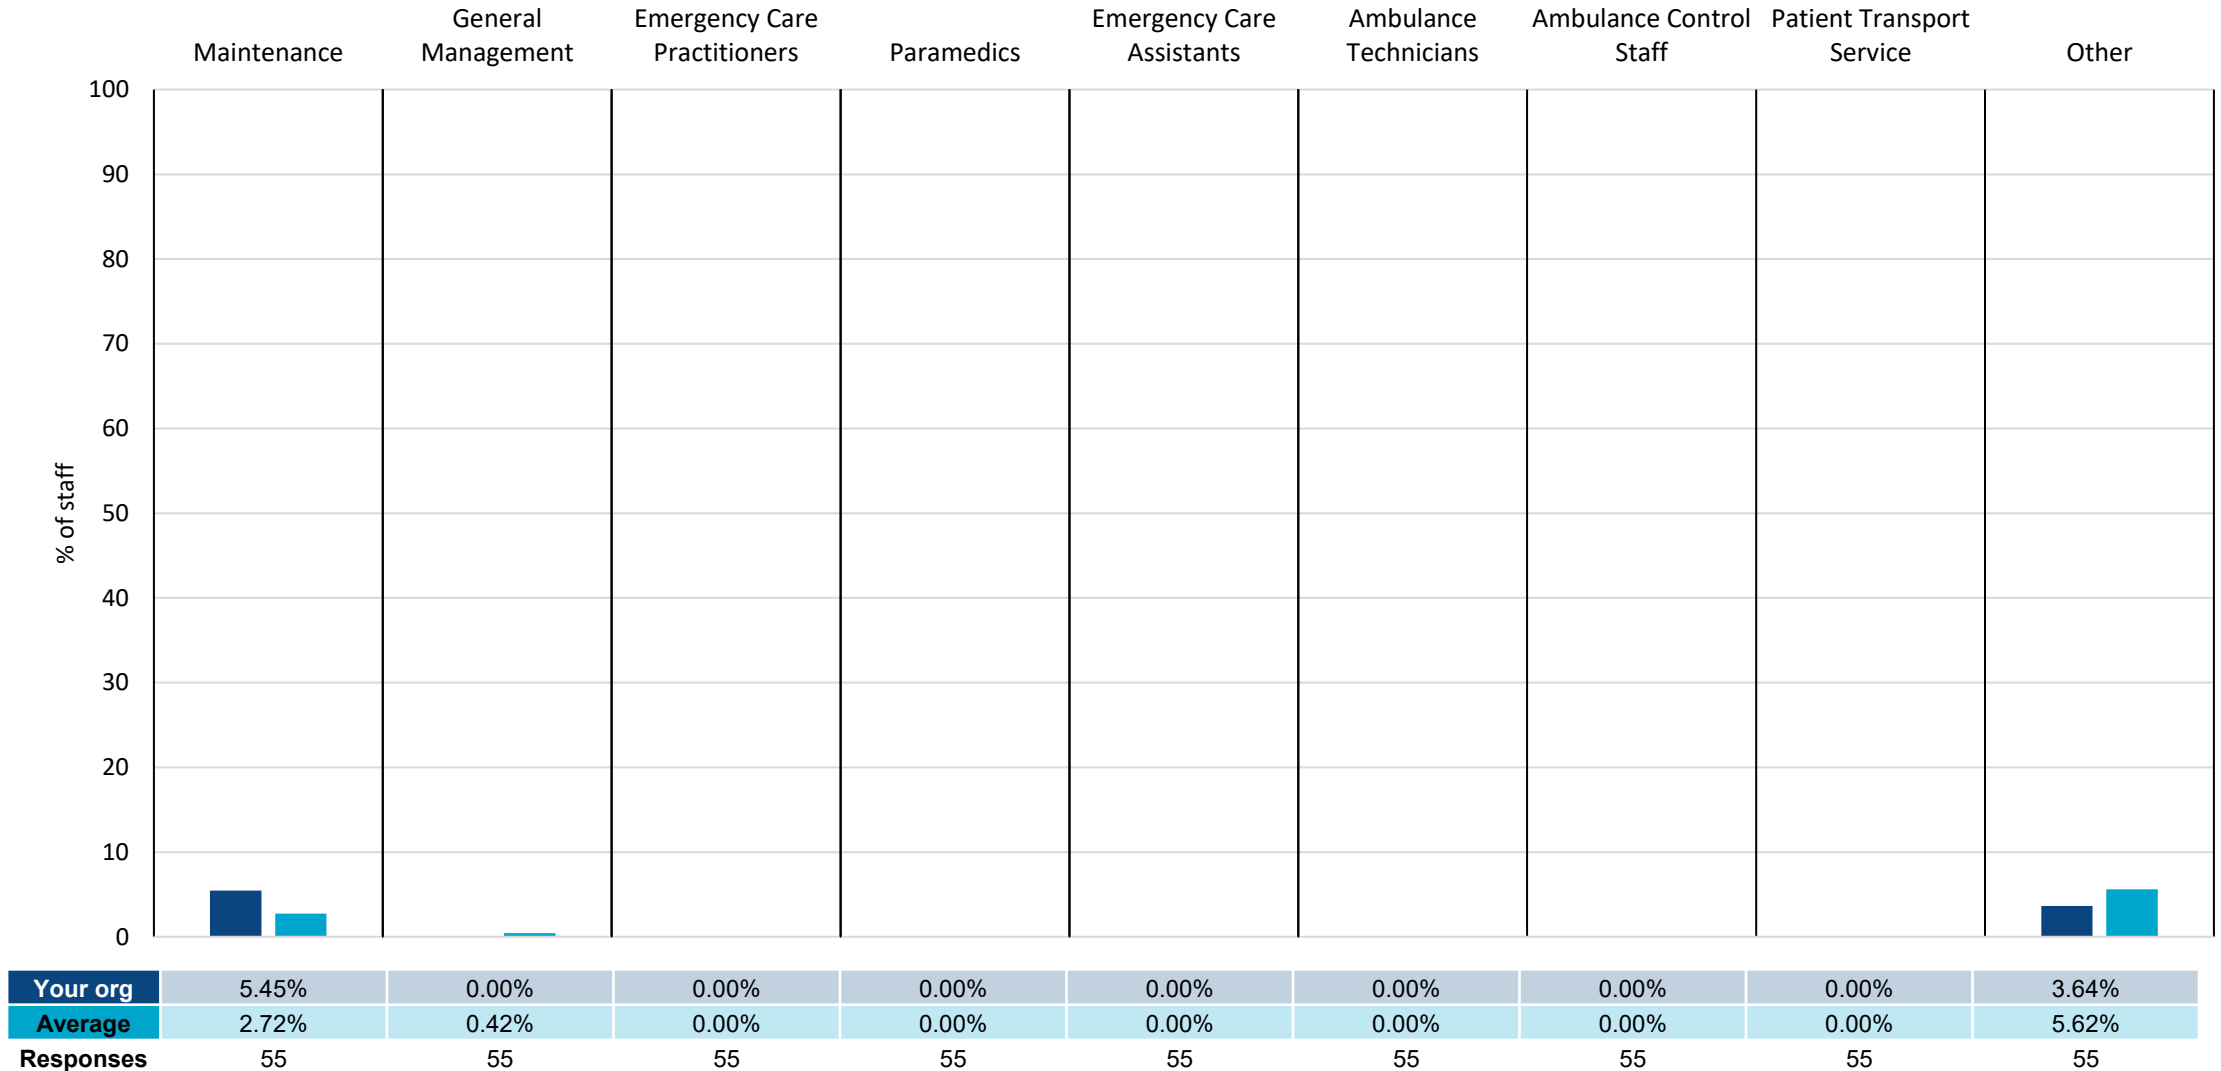 Maintenance
General
Management
Emergency Care
Practitioners
Paramedics
Emergency Care
Assistants
Ambulance
Technicians
Ambulance Control
Staff
Patient Transport
Service
Other
% of staff
100
90
80
70
60
50
40
30
20
10
0
Your org 5.45% 0.00% 0.00% 0.00% 0.00% 0.00% 0.00% 0.00% 3.64%
Average 2.72% 0.42% 0.00% 0.00% 0.00% 0.00% 0.00% 0.00% 5.62%
Responses 55 55 55 55 55 55 55 55 55